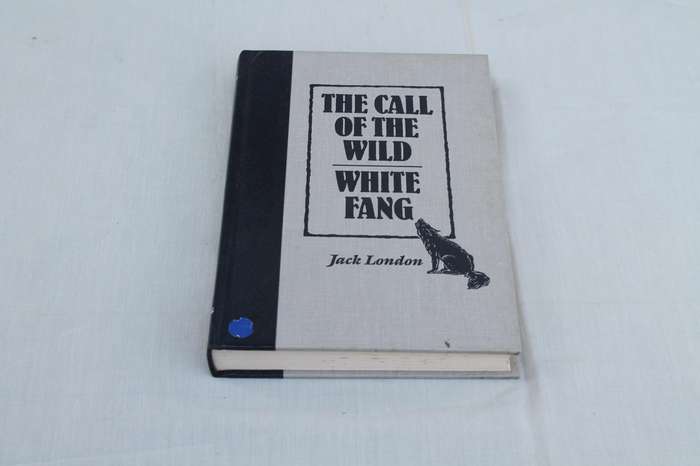 THE CALL
OF THE
WILD
WHITE
FANG
Jack London